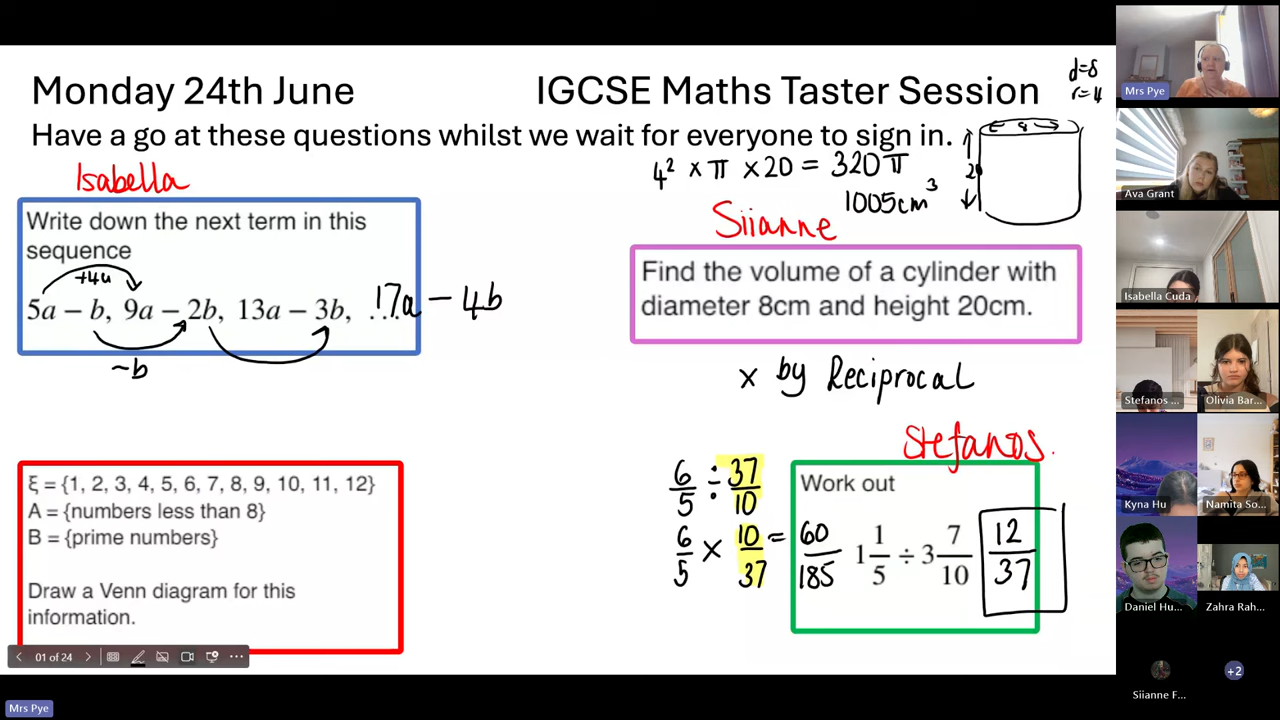 Monday 24th June
IGCSE Maths Taster Session
d=8
r=4
Have a go at these questions whilst we wait for everyone to sign in.
Isabella
Write down the next term in this
sequence
+4a
5a − b, 9a − 2b, 13a − 3b, ... 17a − 4b
−b
4² × π × 20 = 320π
1005cm³
8
Siianne
Find the volume of a cylinder with
diameter 8cm and height 20cm.
× by Reciprocal
ξ = {1, 2, 3, 4, 5, 6, 7, 8, 9, 10, 11, 12}
A = {numbers less than 8}
B = {prime numbers}
Draw a Venn diagram for this
information.
Stefanos.
6/5 ÷ 37/10
6/5 × 10/37 = 60/185
Work out
1 1/5 ÷ 3 7/10
12/37
01 of 24
Mrs Pye
Mrs Pye
Ava Grant
Isabella Cuda
Stefanos ...
Olivia Bar...
Kyna Hu
Namita So...
Daniel Hu...
Zahra Rah...
Siianne F...
+2